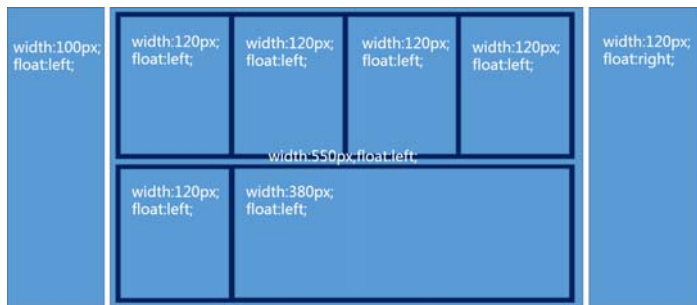 width:100px;
float:left;
width:120px;
float:left;
width:120px;
float:left;
width:120px;
float:left;
width:120px;
float:left;
width:120px;
float:right;
width:550px;float:left;
width:120px;
float:left;
width:380px;
float:left;